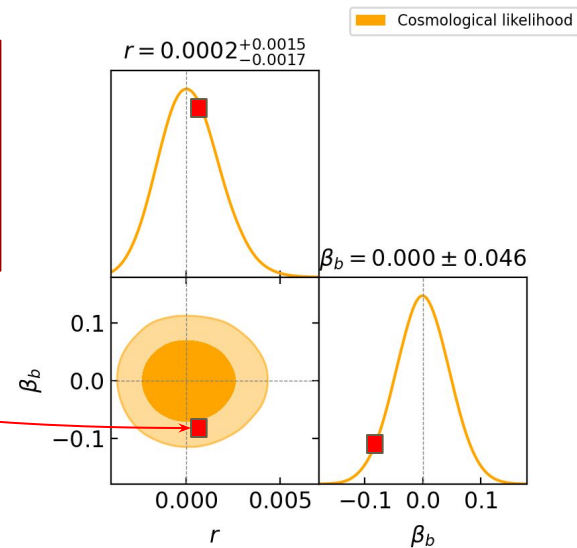 Cosmological likelihood
r = 0.0002^{+0.0015}_{-0.0017}
β_b = 0.000 ± 0.046
0.1
0.0
−0.1
β_b
0.000 0.005
r
−0.1 0.0 0.1
β_b